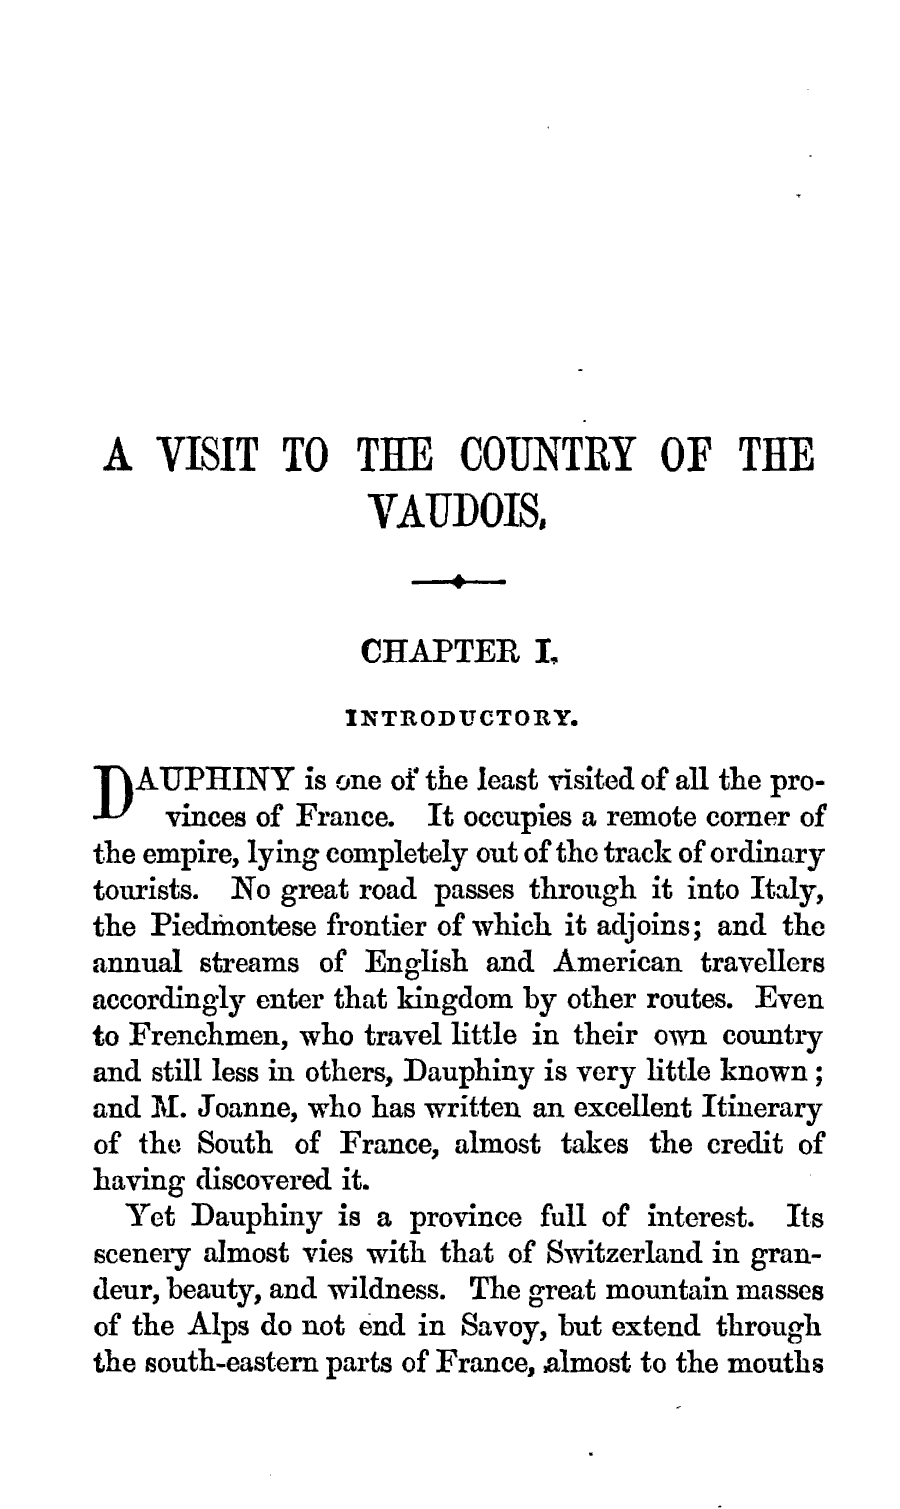 A VISIT TO THE COUNTRY OF THE
VAUDOIS.
CHAPTER I.
INTRODUCTORY.
DAUPHINY is one of the least visited of all the pro-
vinces of France. It occupies a remote corner of
the empire, lying completely out of the track of ordinary
tourists. No great road passes through it into Italy,
the Piedmontese frontier of which it adjoins; and the
annual streams of English and American travellers
accordingly enter that kingdom by other routes. Even
to Frenchmen, who travel little in their own country
and still less in others, Dauphiny is very little known;
and M. Joanne, who has written an excellent Itinerary
of the South of France, almost takes the credit of
having discovered it.
Yet Dauphiny is a province full of interest. Its
scenery almost vies with that of Switzerland in gran-
deur, beauty, and wildness. The great mountain masses
of the Alps do not end in Savoy, but extend through
the south-eastern parts of France, almost to the mouths